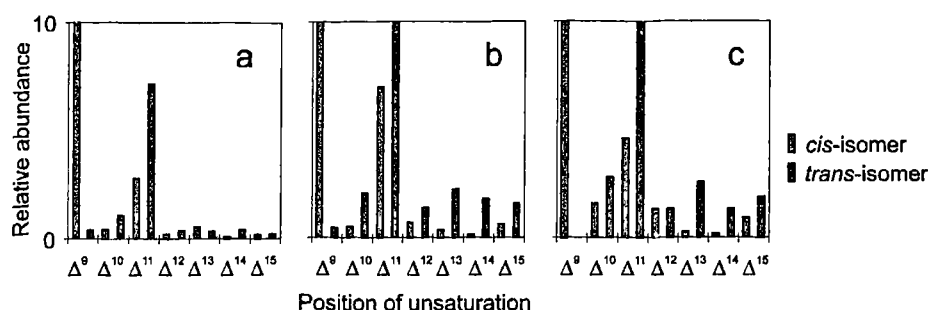 10
Relative abundance
0
a
b
c
cis-isomer
trans-isomer
Δ⁹ Δ¹⁰ Δ¹¹ Δ¹² Δ¹³ Δ¹⁴ Δ¹⁵
Δ⁹ Δ¹⁰ Δ¹¹ Δ¹² Δ¹³ Δ¹⁴ Δ¹⁵
Δ⁹ Δ¹⁰ Δ¹¹ Δ¹² Δ¹³ Δ¹⁴ Δ¹⁵
Position of unsaturation